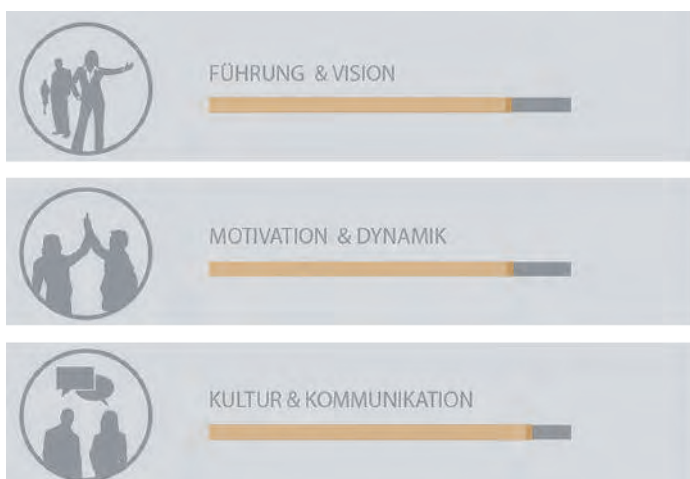 FÜHRUNG & VISION
MOTIVATION & DYNAMIK
KULTUR & KOMMUNIKATION